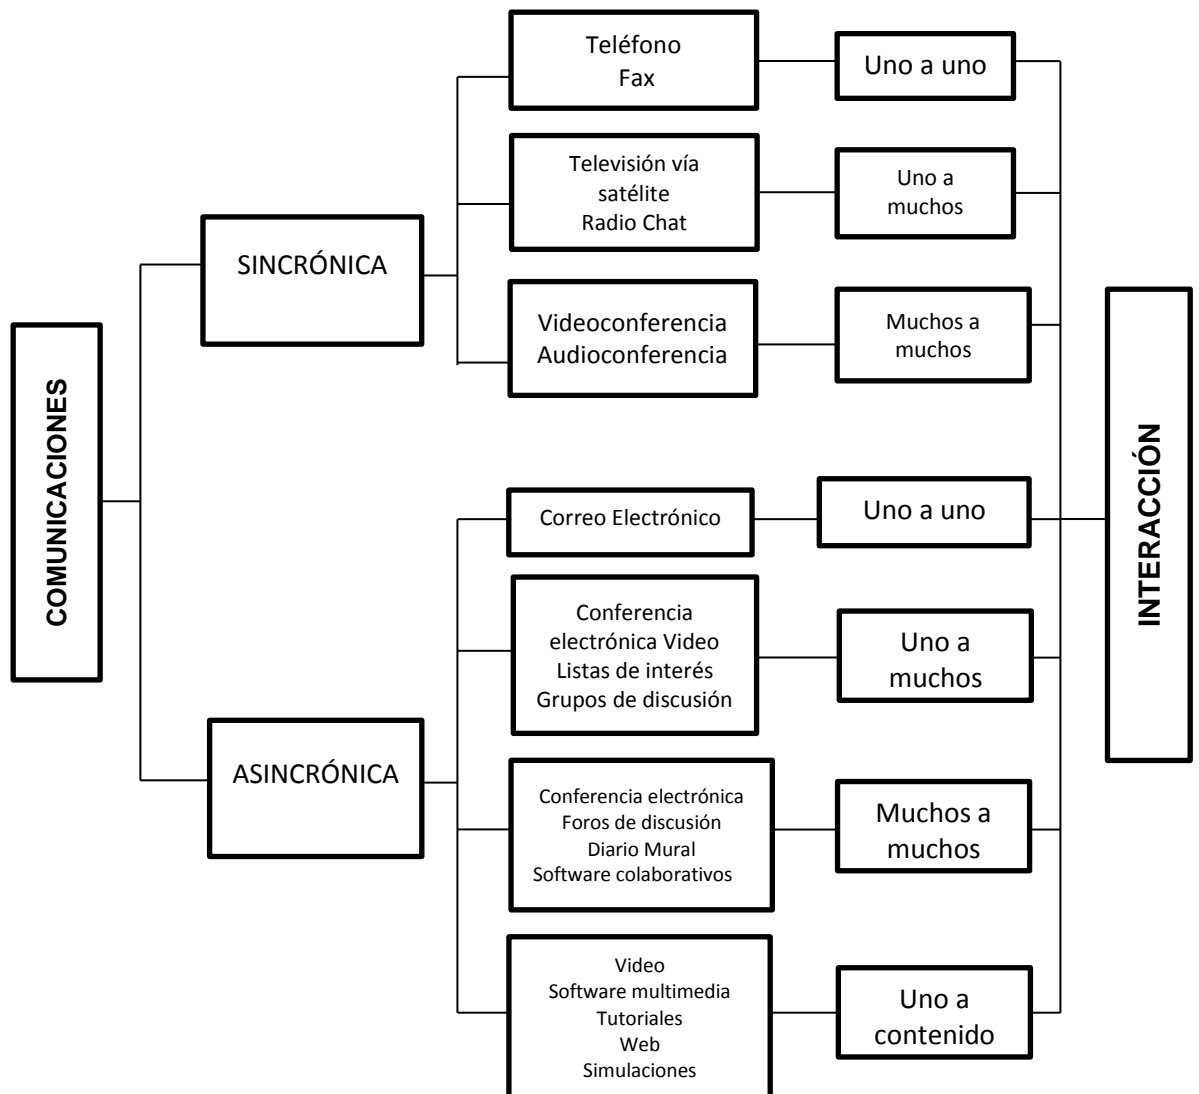 COMUNICACIONES
SINCRÓNICA
Teléfono
Fax
Uno a uno
Televisión vía
satélite
Radio Chat
Uno a
muchos
Videoconferencia
Audioconferencia
Muchos a
muchos
ASINCRÓNICA
Correo Electrónico
Uno a uno
Conferencia
electrónica Video
Listas de interés
Grupos de discusión
Uno a
muchos
Conferencia electrónica
Foros de discusión
Diario Mural
Software colaborativos
Muchos a
muchos
Video
Software multimedia
Tutoriales
Web
Simulaciones
Uno a
contenido
INTERACCIÓN